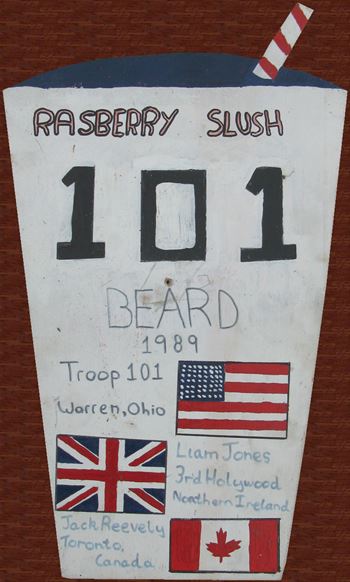 RASBERRY SLUSH
101
BEARD
1989
Troop 101
Warren, Ohio
Liam Jones
3rd Holywood
Northern Ireland
Jack Reevely
Toronto,
Canada